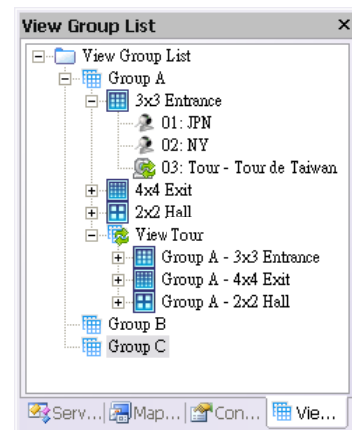 View Group List
View Group List
Group A
3x3 Entrance
01: JPN
02: NY
03: Tour - Tour de Taiwan
4x4 Exit
2x2 Hall
View Tour
Group A - 3x3 Entrance
Group A - 4x4 Exit
Group A - 2x2 Hall
Group B
Group C
Serv... Map... Con... Vie...